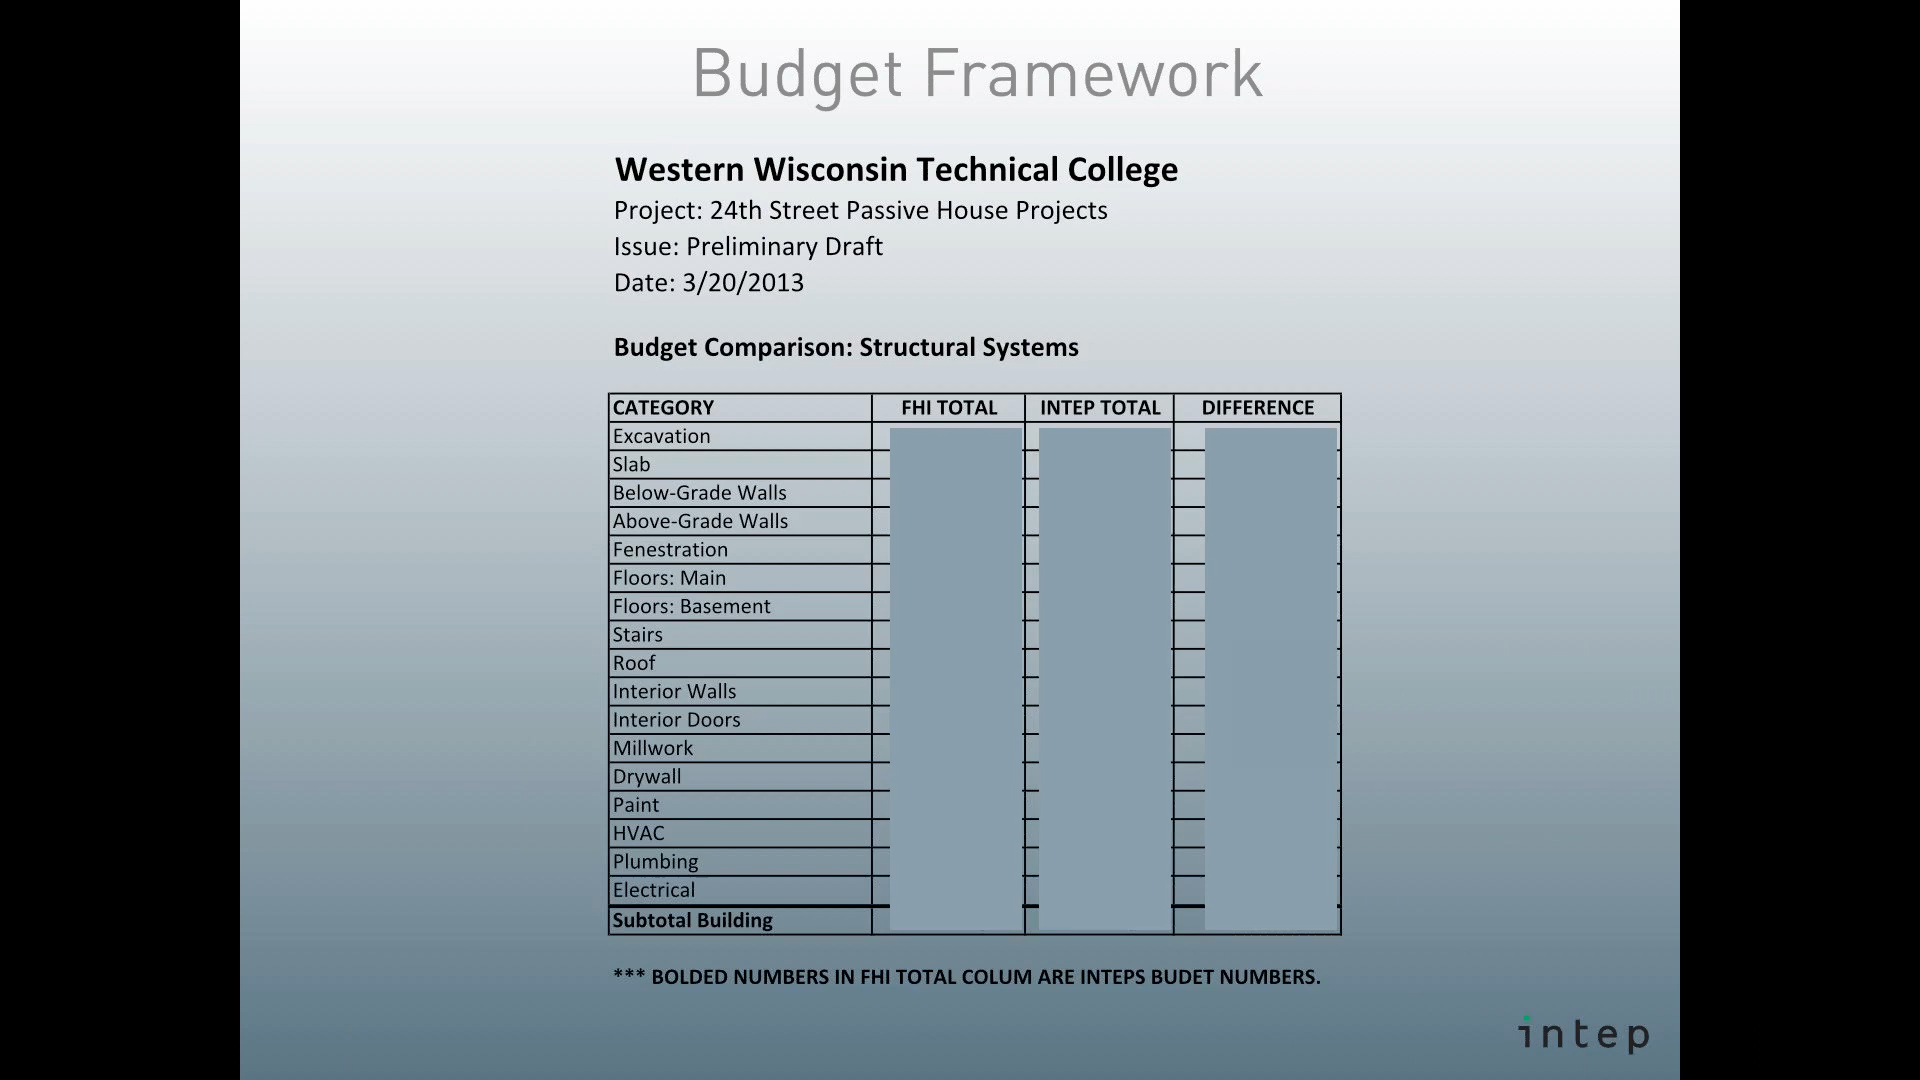 Budget Framework
Western Wisconsin Technical College
Project: 24th Street Passive House Projects
Issue: Preliminary Draft
Date: 3/20/2013
Budget Comparison: Structural Systems
CATEGORY FHI TOTAL INTEP TOTAL DIFFERENCE
Excavation
Slab
Below-Grade Walls
Above-Grade Walls
Fenestration
Floors: Main
Floors: Basement
Stairs
Roof
Interior Walls
Interior Doors
Millwork
Drywall
Paint
HVAC
Plumbing
Electrical
Subtotal Building
*** BOLDED NUMBERS IN FHI TOTAL COLUM ARE INTEPS BUDET NUMBERS.
intep